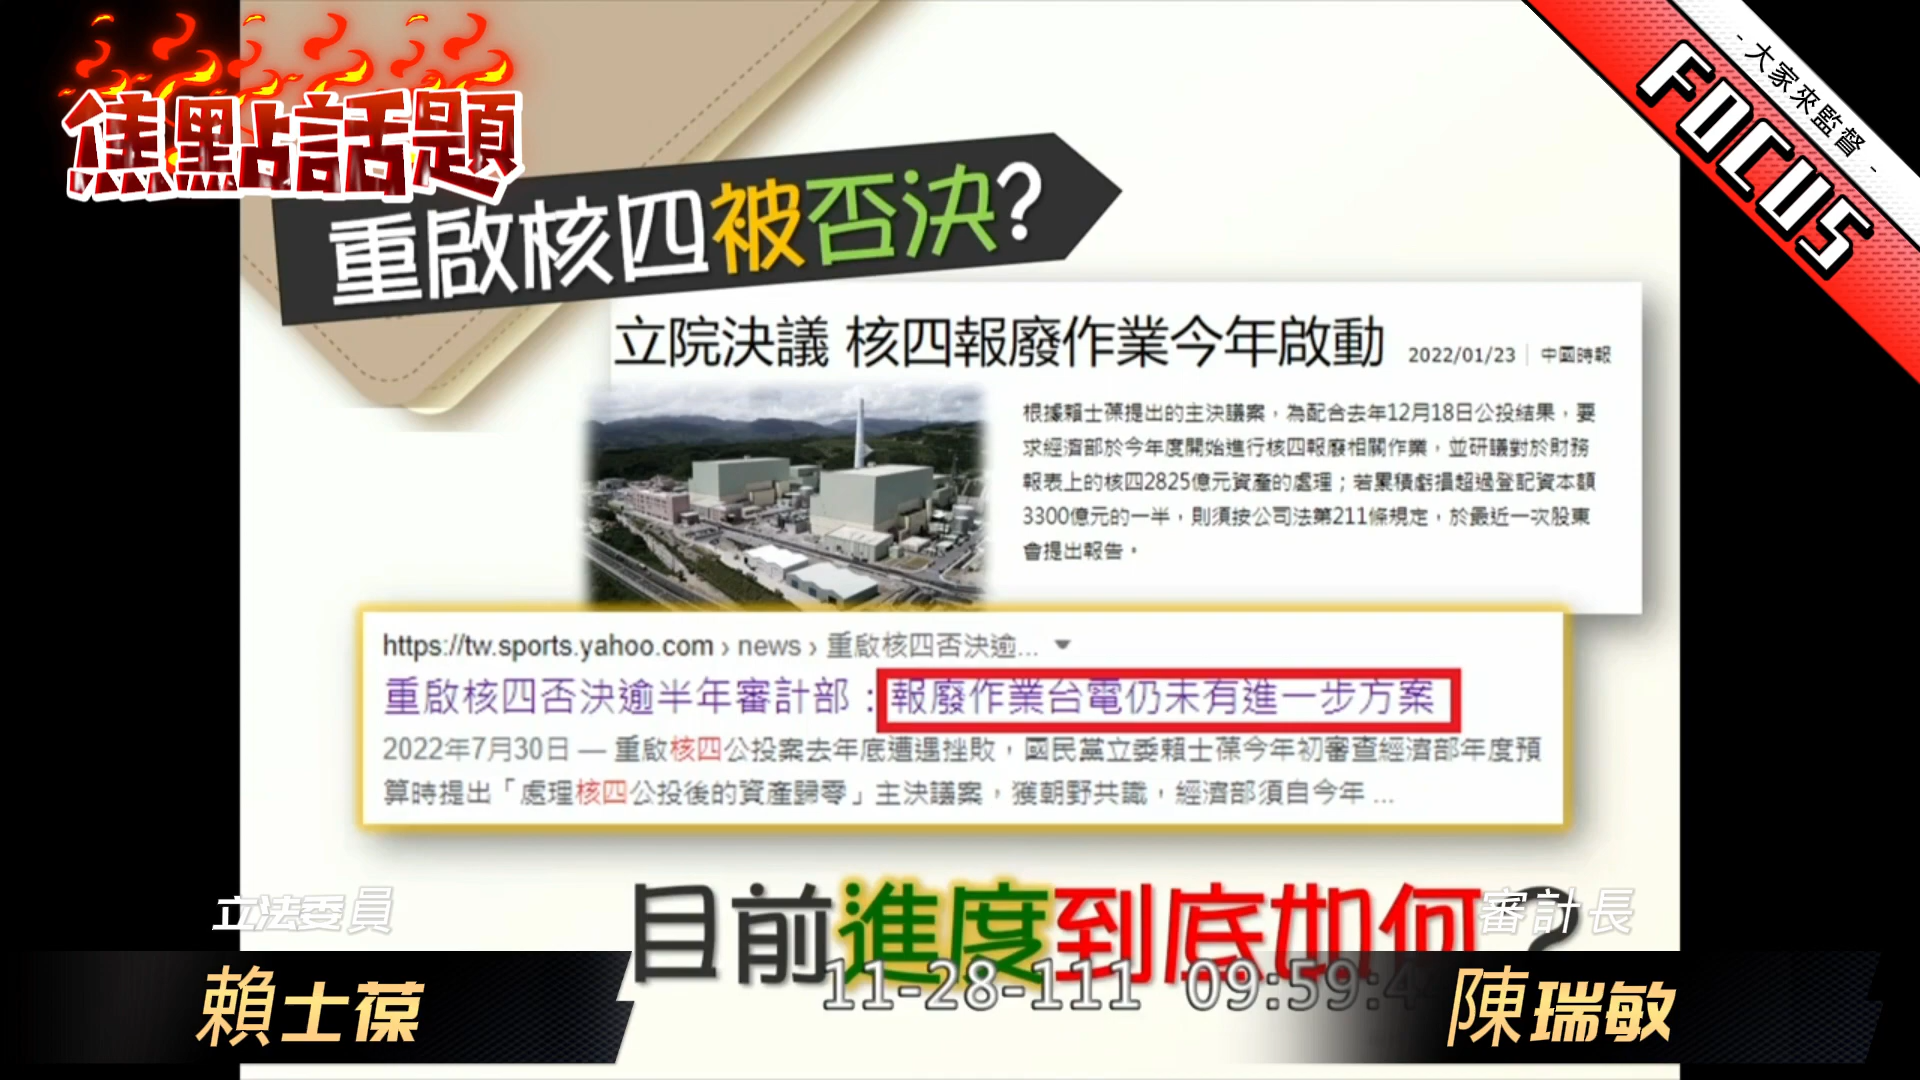 焦點話題
- 大家來監督 -
FOCUS
重啟核四被否決?
立院決議 核四報廢作業今年啟動 2022/01/23 | 中國時報
根據賴士葆提出的主決議案,為配合去年12月18日公投結果,要
求經濟部於今年度開始進行核四報廢相關作業,並研議對於財務
報表上的核四2825億元資產的處理;若累積虧損超過登記資本額
3300億元的一半,則須按公司法第211條規定,於最近一次股東
會提出報告。
https://tw.sports.yahoo.com › news › 重啟核四否決逾...
重啟核四否決逾半年審計部:報廢作業台電仍未有進一步方案
2022年7月30日 — 重啟核四公投案去年底遭遇挫敗,國民黨立委賴士葆今年初審查經濟部年度預
算時提出「處理核四公投後的資產歸零」主決議案,獲朝野共識,經濟部須自今年 ...
目前進度到底如何?
11-28-111 09:59:4
立法委員
賴士葆
審計長
陳瑞敏